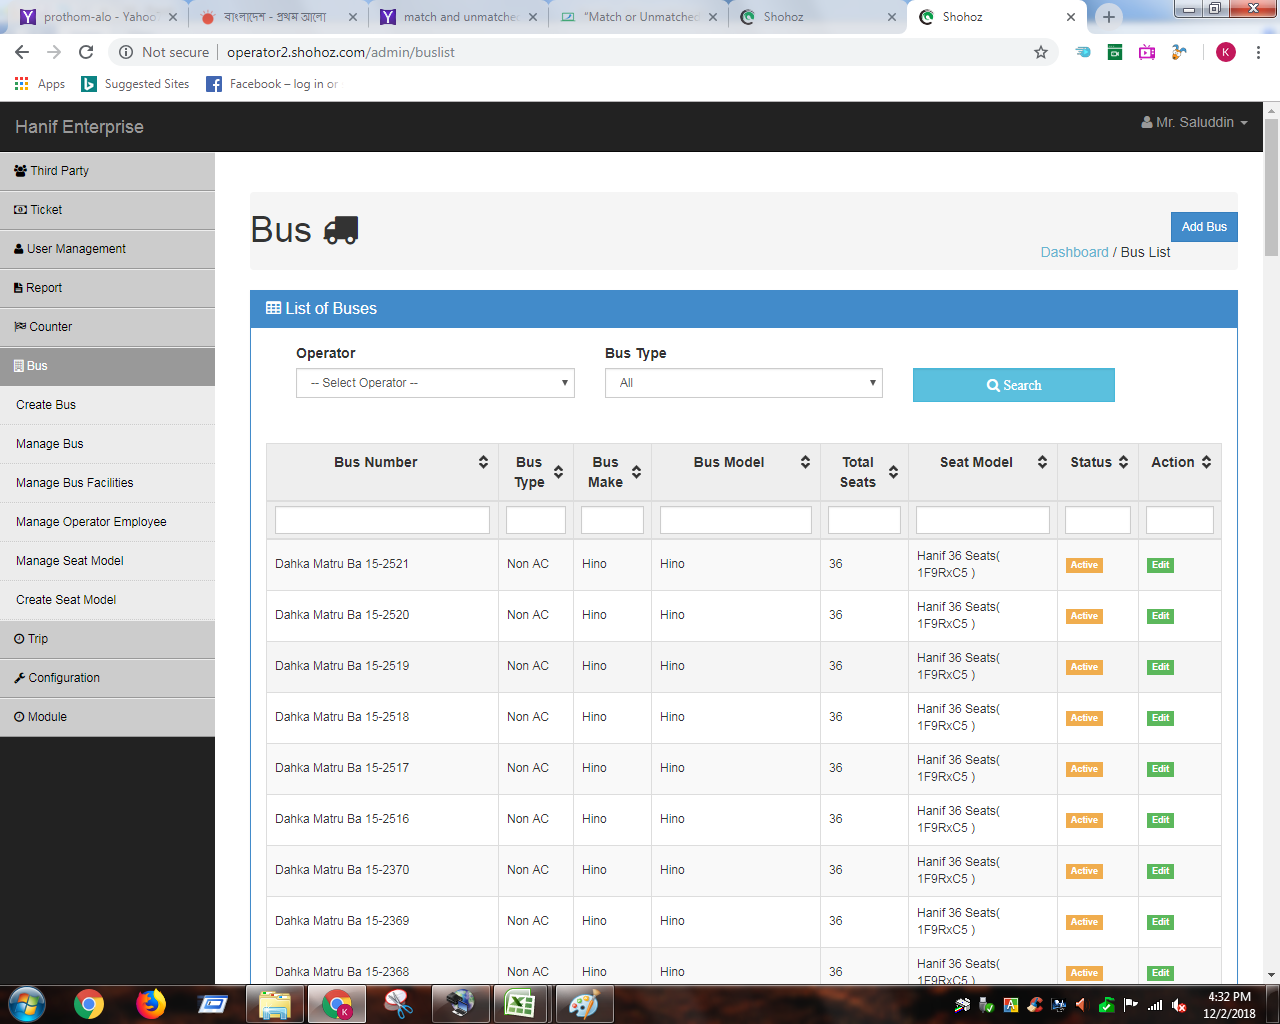 prothom-alo - Yahoo
বাংলাদেশ - প্রথম আলো
match and unmatche
"Match or Unmatched
Shohoz
Shohoz
Not secure
operator2.shohoz.com/admin/buslist
K
Apps
Suggested Sites
Facebook – log in or
Hanif Enterprise
Mr. Saluddin
Third Party
Ticket
User Management
Report
Counter
Bus
Create Bus
Manage Bus
Manage Bus Facilities
Manage Operator Employee
Manage Seat Model
Create Seat Model
Trip
Configuration
Module
Bus
Add Bus
Dashboard / Bus List
List of Buses
Operator
Bus Type
-- Select Operator --
All
Search
Bus Number Bus Type Bus Make Bus Model Total Seats Seat Model Status Action
Dahka Matru Ba 15-2521 Non AC Hino Hino 36 Hanif 36 Seats( 1F9RxC5 ) Active Edit
Dahka Matru Ba 15-2520 Non AC Hino Hino 36 Hanif 36 Seats( 1F9RxC5 ) Active Edit
Dahka Matru Ba 15-2519 Non AC Hino Hino 36 Hanif 36 Seats( 1F9RxC5 ) Active Edit
Dahka Matru Ba 15-2518 Non AC Hino Hino 36 Hanif 36 Seats( 1F9RxC5 ) Active Edit
Dahka Matru Ba 15-2517 Non AC Hino Hino 36 Hanif 36 Seats( 1F9RxC5 ) Active Edit
Dahka Matru Ba 15-2516 Non AC Hino Hino 36 Hanif 36 Seats( 1F9RxC5 ) Active Edit
Dahka Matru Ba 15-2370 Non AC Hino Hino 36 Hanif 36 Seats( 1F9RxC5 ) Active Edit
Dahka Matru Ba 15-2369 Non AC Hino Hino 36 Hanif 36 Seats( 1F9RxC5 ) Active Edit
Dahka Matru Ba 15-2368 Non AC Hino Hino 36 Hanif 36 Seats( 1F9RxC5 ) Active Edit
4:32 PM
12/2/2018